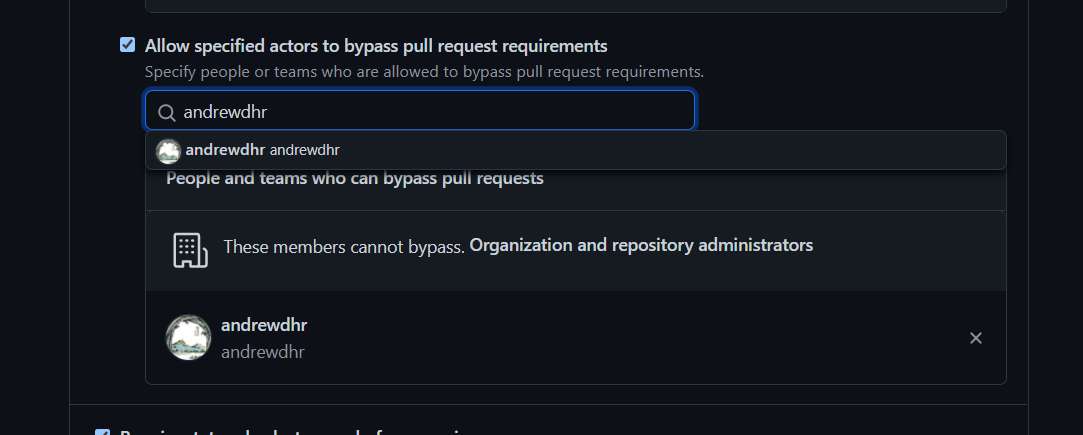 Allow specified actors to bypass pull request requirements
Specify people or teams who are allowed to bypass pull request requirements.
andrewdhr
andrewdhr andrewdhr
People and teams who can bypass pull requests
These members cannot bypass. Organization and repository administrators
andrewdhr
andrewdhr